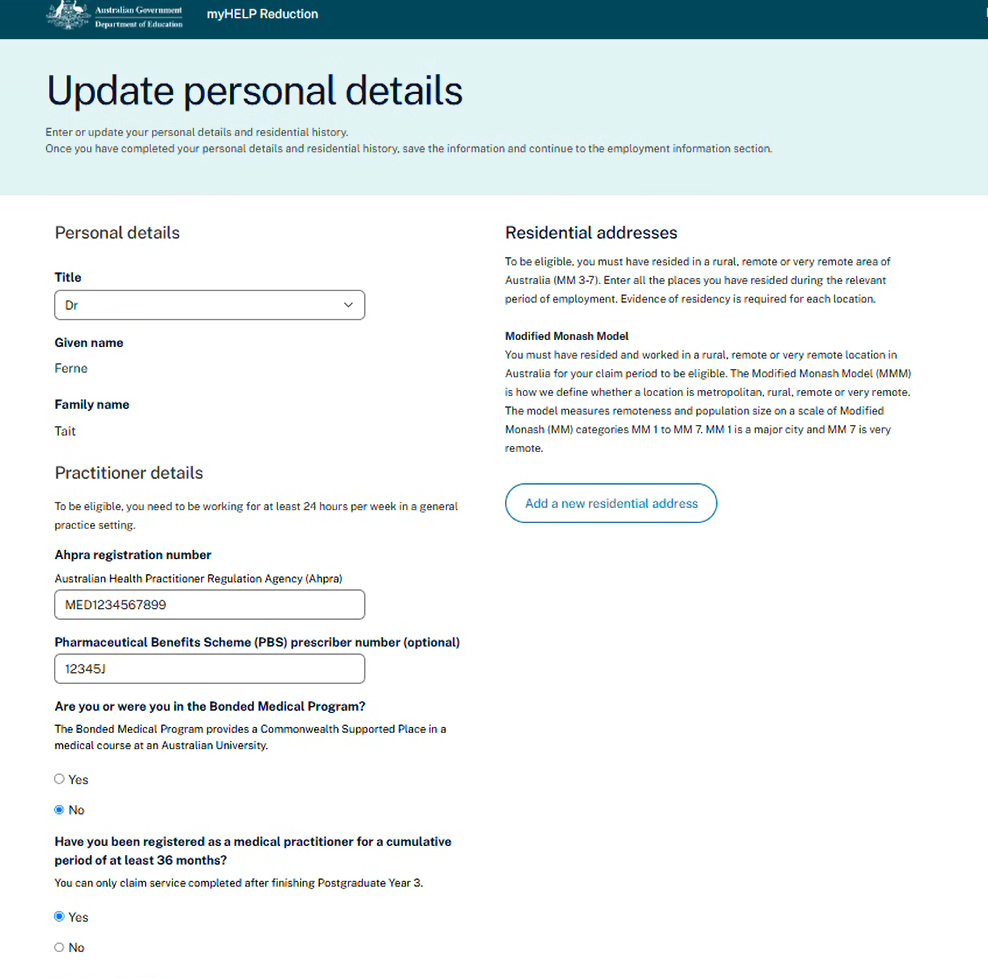 Australian Government
Department of Education
myHELP Reduction
Update personal details
Enter or update your personal details and residential history.
Once you have completed your personal details and residential history, save the information and continue to the employment information section.
Personal details
Title
Dr
Given name
Ferne
Family name
Tait
Practitioner details
To be eligible, you need to be working for at least 24 hours per week in a general
practice setting.
Ahpra registration number
Australian Health Practitioner Regulation Agency (Ahpra)
MED1234567899
Pharmaceutical Benefits Scheme (PBS) prescriber number (optional)
12345J
Are you or were you in the Bonded Medical Program?
The Bonded Medical Program provides a Commonwealth Supported Place in a
medical course at an Australian University.
Yes
No
Have you been registered as a medical practitioner for a cumulative
period of at least 36 months?
You can only claim service completed after finishing Postgraduate Year 3.
Yes
No
Residential addresses
To be eligible, you must have resided in a rural, remote or very remote area of
Australia (MM 3-7). Enter all the places you have resided during the relevant
period of employment. Evidence of residency is required for each location.
Modified Monash Model
You must have resided and worked in a rural, remote or very remote location in
Australia for your claim period to be eligible. The Modified Monash Model (MMM)
is how we define whether a location is metropolitan, rural, remote or very remote.
The model measures remoteness and population size on a scale of Modified
Monash (MM) categories MM 1 to MM 7. MM 1 is a major city and MM 7 is very
remote.
Add a new residential address